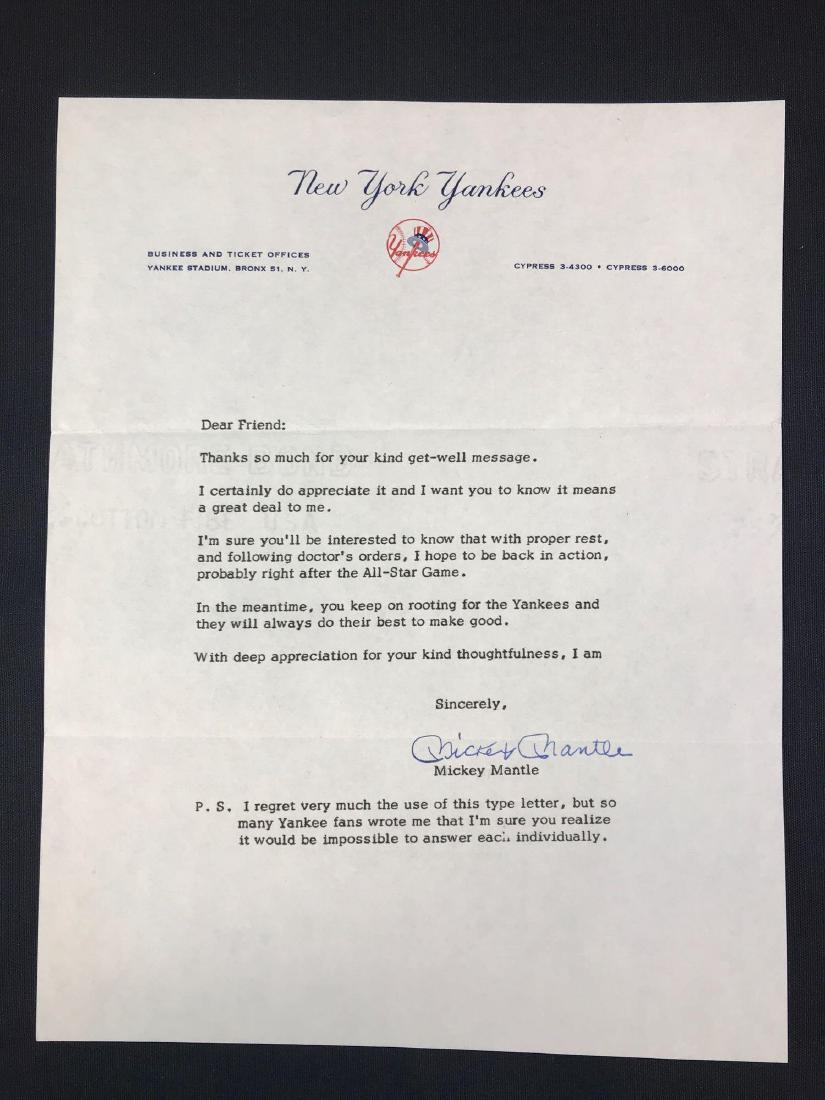 New York Yankees
Yankees
BUSINESS AND TICKET OFFICES
YANKEE STADIUM, BRONX 51, N. Y.
CYPRESS 3-4300 • CYPRESS 3-6000
Dear Friend:
Thanks so much for your kind get-well message.
I certainly do appreciate it and I want you to know it means
a great deal to me.
I'm sure you'll be interested to know that with proper rest,
and following doctor's orders, I hope to be back in action,
probably right after the All-Star Game.
In the meantime, you keep on rooting for the Yankees and
they will always do their best to make good.
With deep appreciation for your kind thoughtfulness, I am
Sincerely,
Mickey Mantle
Mickey Mantle
P. S. I regret very much the use of this type letter, but so
many Yankee fans wrote me that I'm sure you realize
it would be impossible to answer each individually.